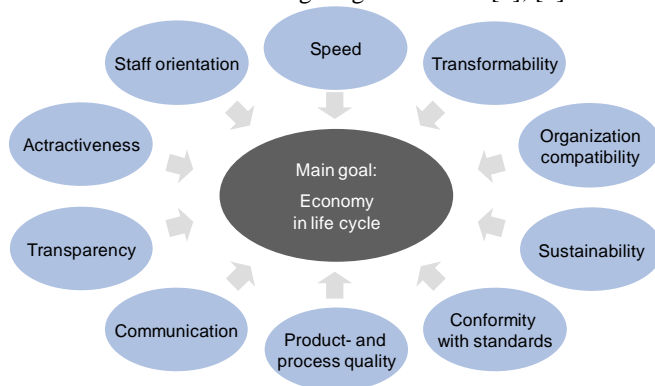 Speed
Staff orientation
Transformability
Actractiveness
Organization
compatibility
Main goal:
Economy
in life cycle
Transparency
Sustainability
Communication
Product- and
process quality
Conformity
with standards